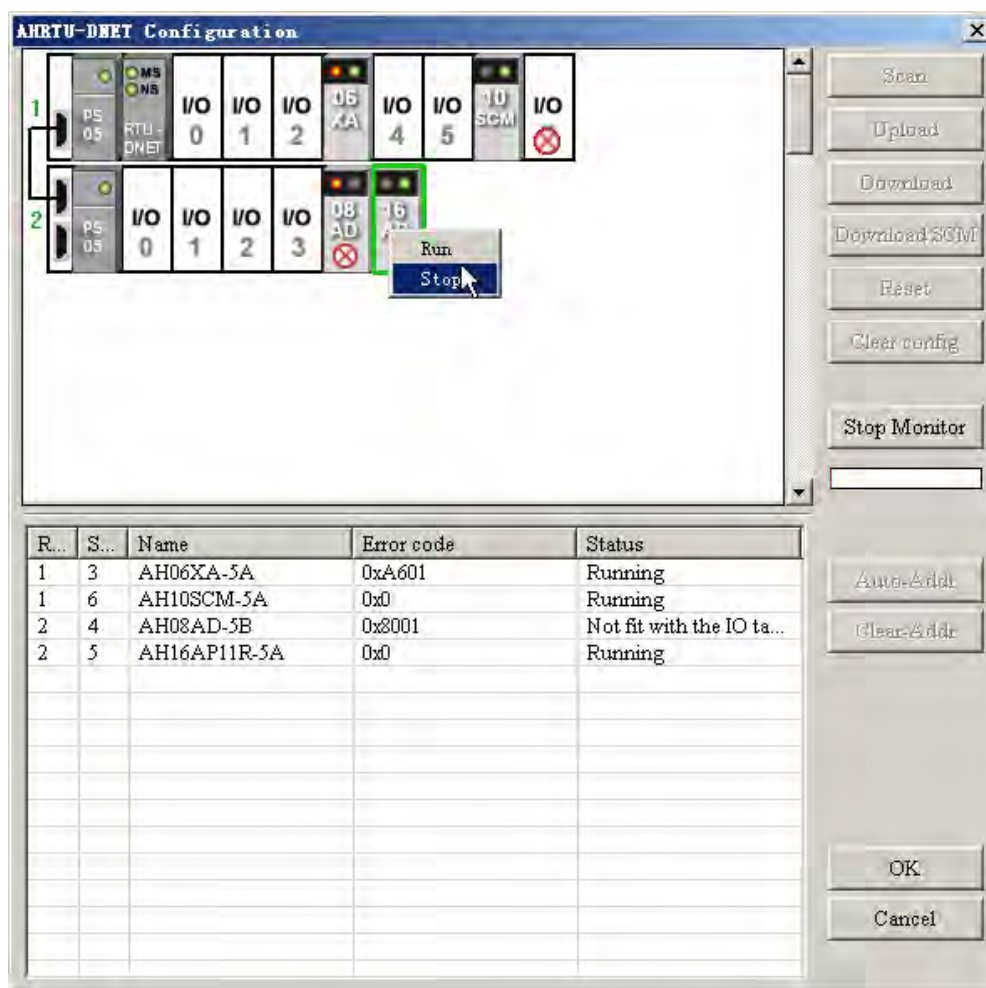 AHRTU-DNET Configuration
1
PS 05
MS
NS
RTU-DNET
I/O 0
I/O 1
I/O 2
06 XA
I/O 4
I/O 5
10 SCM
I/O
2
PS 05
I/O 0
I/O 1
I/O 2
I/O 3
08 AD
16
Run
Stop
Scan
Upload
Download
Download SCM
Reset
Clear config
Stop Monitor
R... S... Name Error code Status
1 3 AH06XA-5A 0xA601 Running
1 6 AH10SCM-5A 0x0 Running
2 4 AH08AD-5B 0x8001 Not fit with the IO ta...
2 5 AH16AP11R-5A 0x0 Running
Auto-Addr
Clear-Addr
OK
Cancel